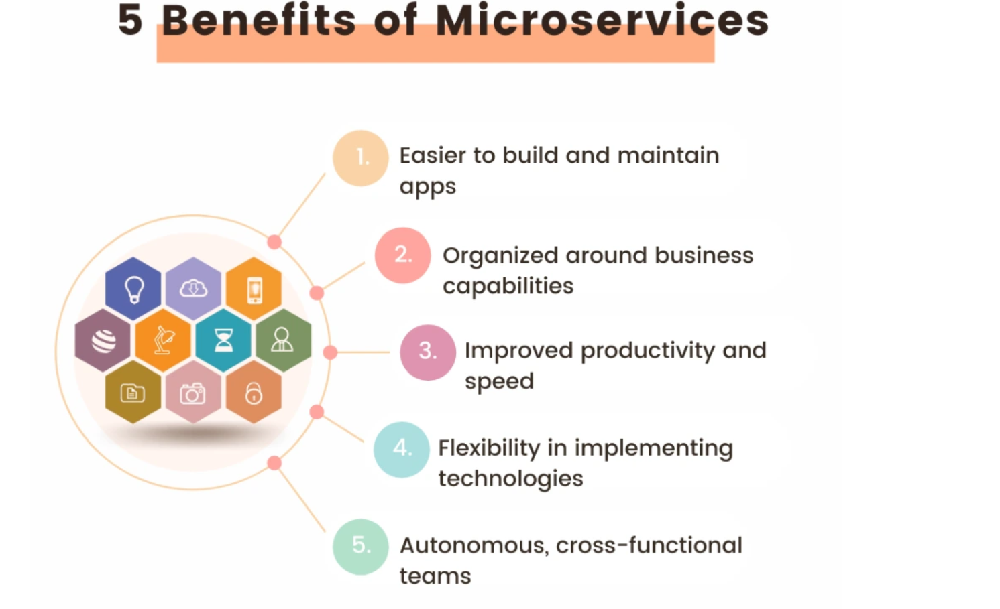 5 Benefits of Microservices
1.
Easier to build and maintain
apps
2.
Organized around business
capabilities
3.
Improved productivity and
speed
4.
Flexibility in implementing
technologies
5.
Autonomous, cross-functional
teams